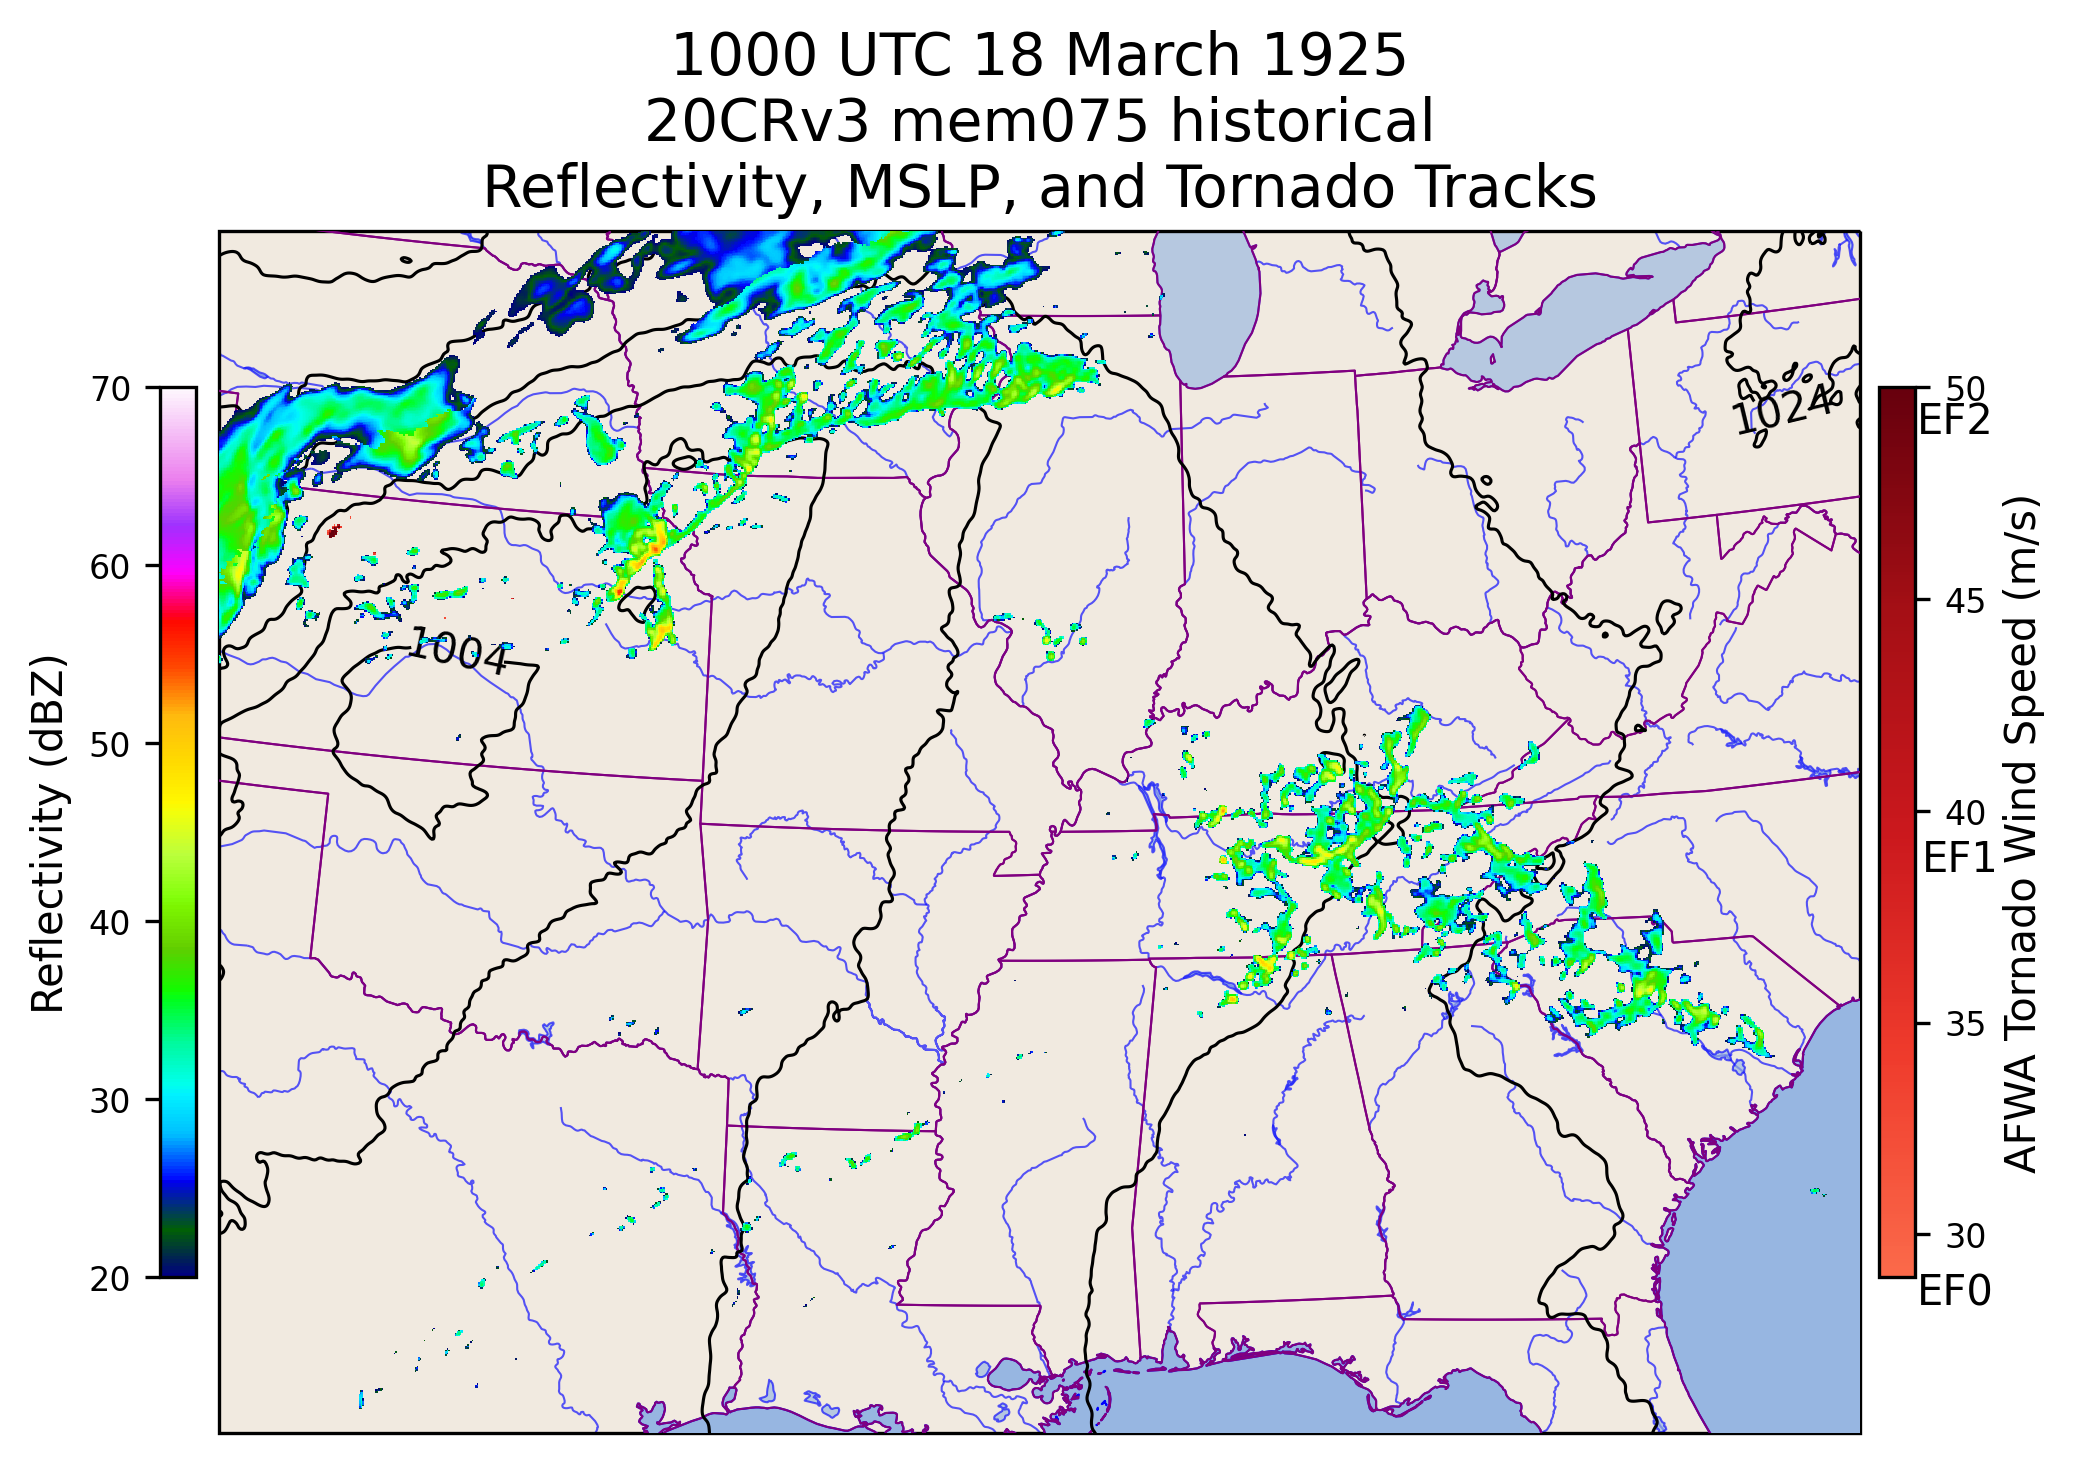 1000 UTC 18 March 1925
20CRv3 mem075 historical
Reflectivity, MSLP, and Tornado Tracks
70
60
50
40
30
20
Reflectivity (dBZ)
1004
1024
50
EF2
45
40
EF1
35
30
EF0
AFWA Tornado Wind Speed (m/s)